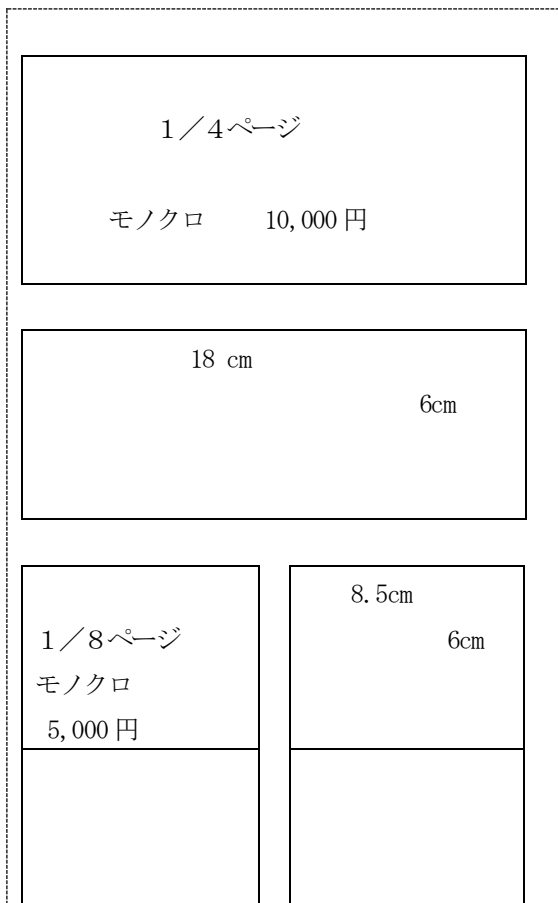 1/4ページ
モノクロ　　10,000円
18 cm
6cm
1/8ページ
モノクロ
5,000円
8.5cm
6cm